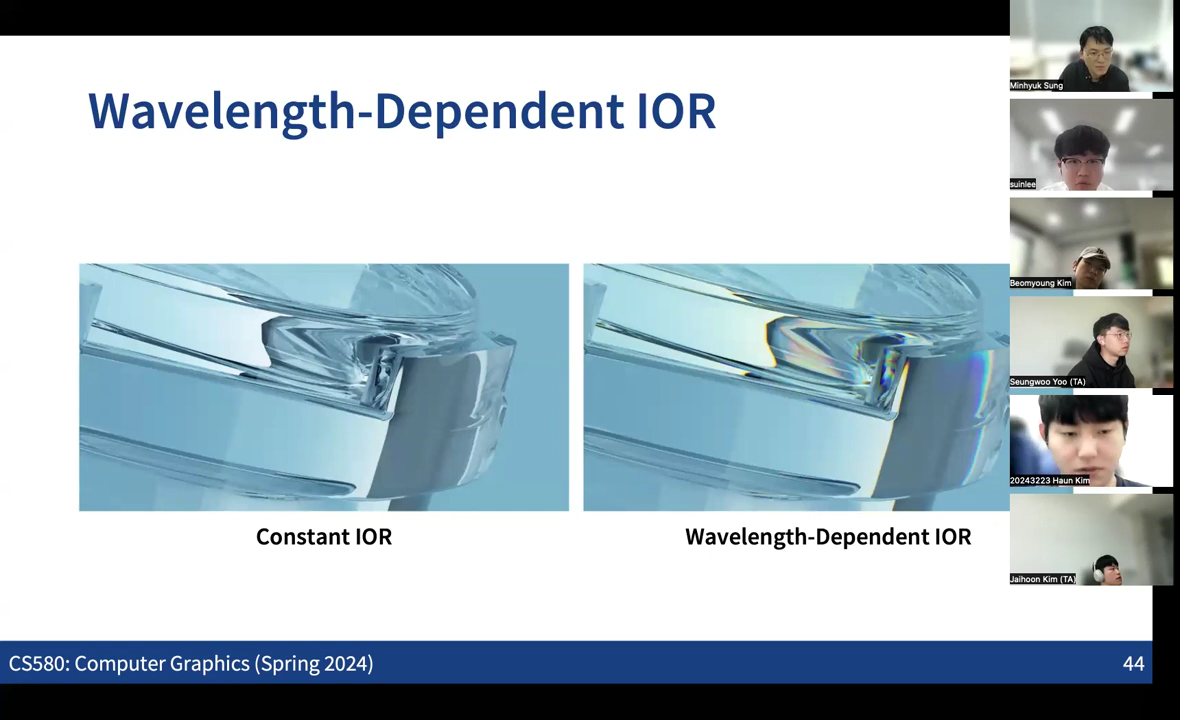 Wavelength-Dependent IOR
Constant IOR
Wavelength-Dependent IOR
CS580: Computer Graphics (Spring 2024)
44
Minhyuk Sung
suinlee
Beomyoung Kim
Seungwoo Yoo (TA)
20243223 Haun Kim
Jaihoon Kim (TA)